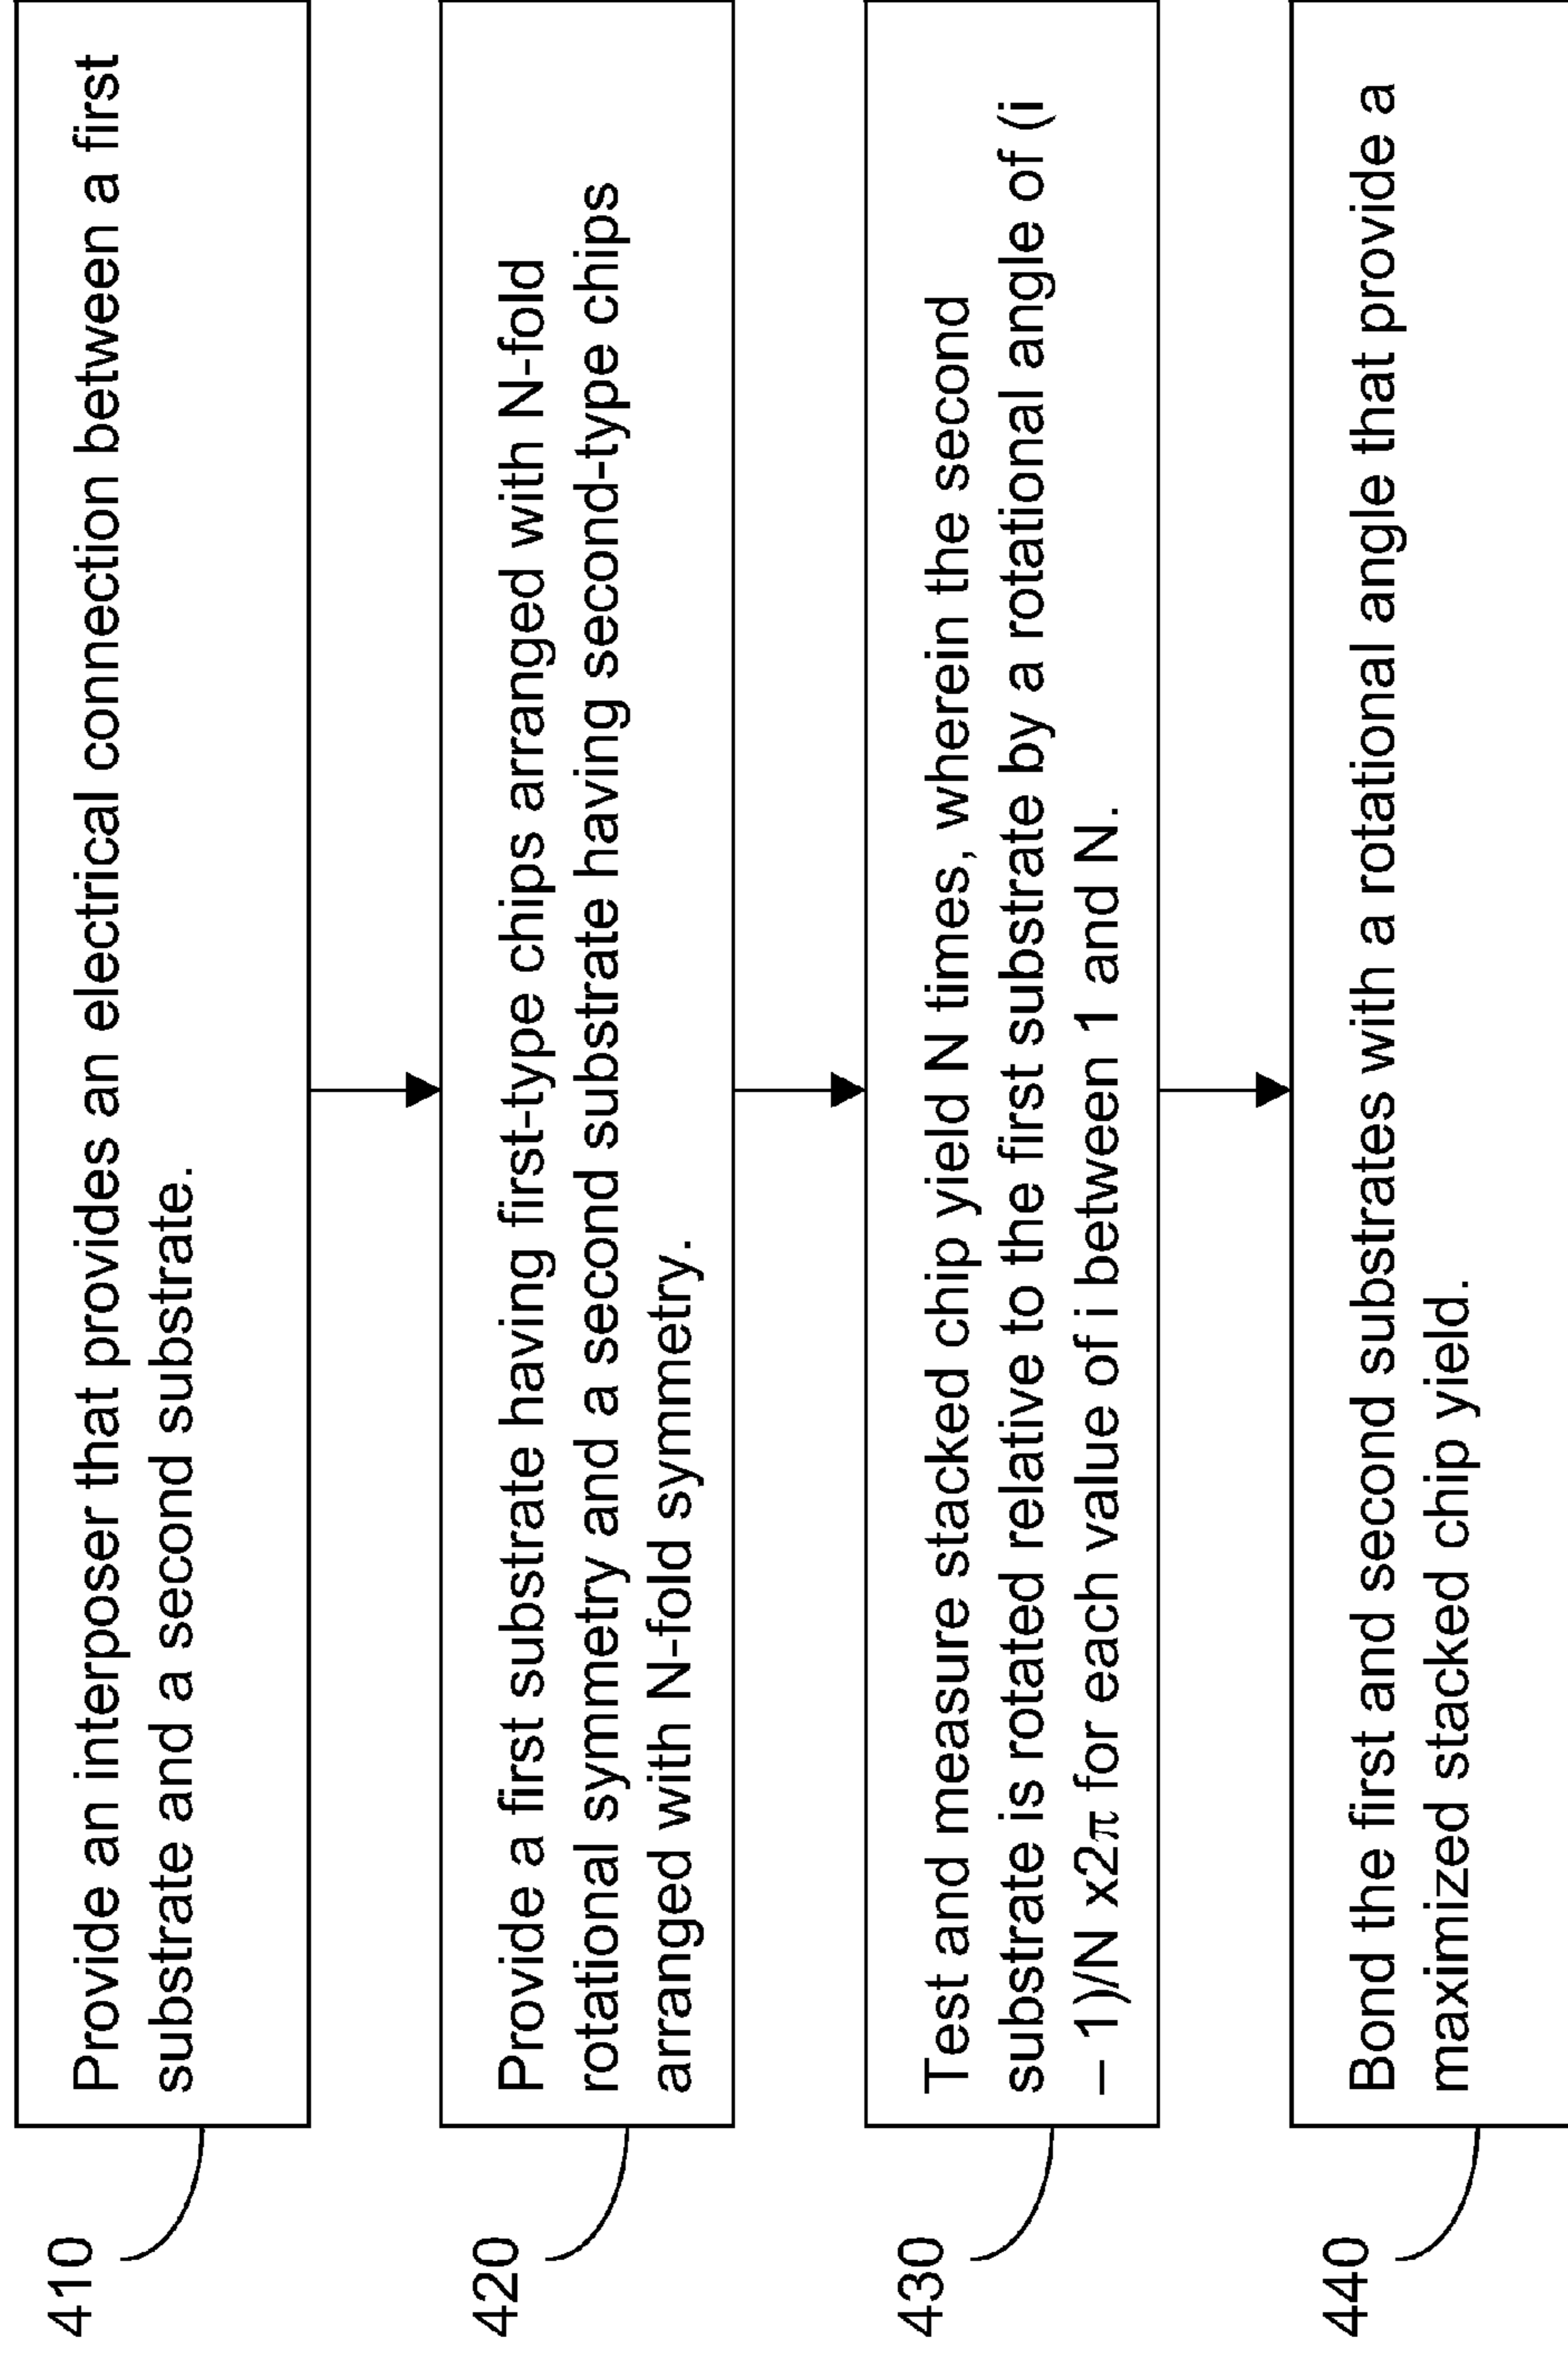 410
Provide an interposer that provides an electrical connection between a first
substrate and a second substrate.
420
Provide a first substrate having first-type chips arranged with N-fold
rotational symmetry and a second substrate having second-type chips
arranged with N-fold symmetry.
430
Test and measure stacked chip yield N times, wherein the second
substrate is rotated relative to the first substrate by a rotational angle of (i
– 1)/N x2π for each value of i between 1 and N.
440
Bond the first and second substrates with a rotational angle that provide a
maximized stacked chip yield.